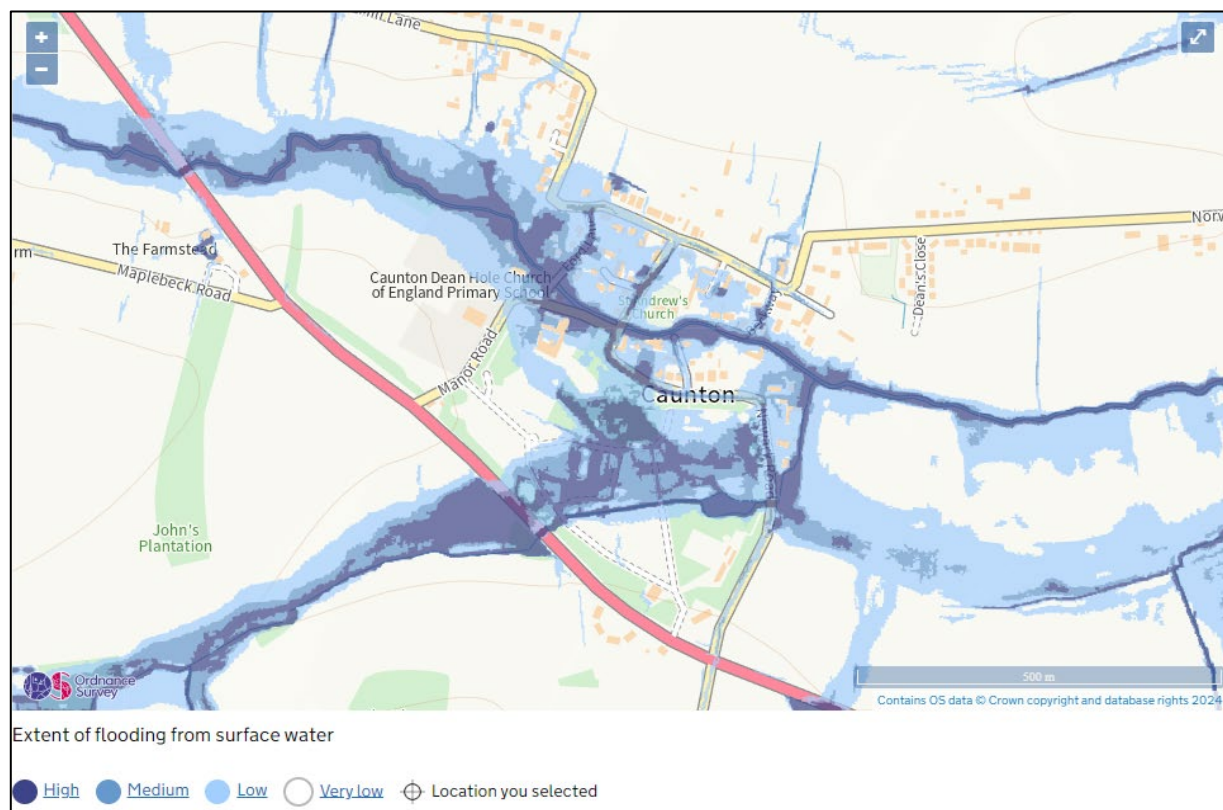 +
−
Lane
The Farmstead
rm
Maplebeck Road
Caunton Dean Hole Church
of England Primary School
St Andrew's
Church
Norw
Dean's Close
Manor Road
Caunton
John's
Plantation
Ordnance
Survey
500 m
Contains OS data © Crown copyright and database rights 2024
Extent of flooding from surface water
High Medium Low Very low Location you selected